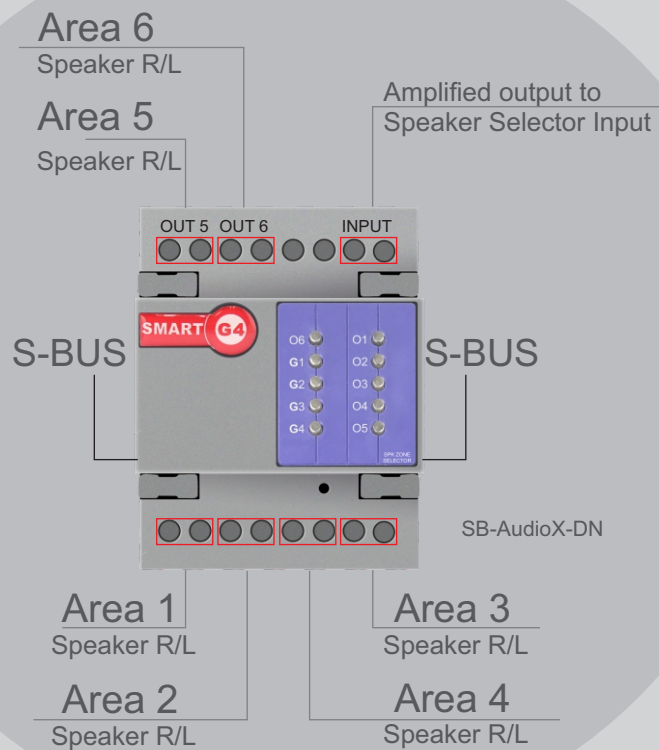 Area 6
Speaker R/L
Area 5
Speaker R/L
Amplified output to
Speaker Selector Input
OUT 5 OUT 6 INPUT
SMART G4
S-BUS
S-BUS
O6 O1
G1 O2
G2 O3
G3 O4
G4 O5
SPK ZONE
SELECTOR
SB-AudioX-DN
Area 1
Speaker R/L
Area 3
Speaker R/L
Area 2
Speaker R/L
Area 4
Speaker R/L